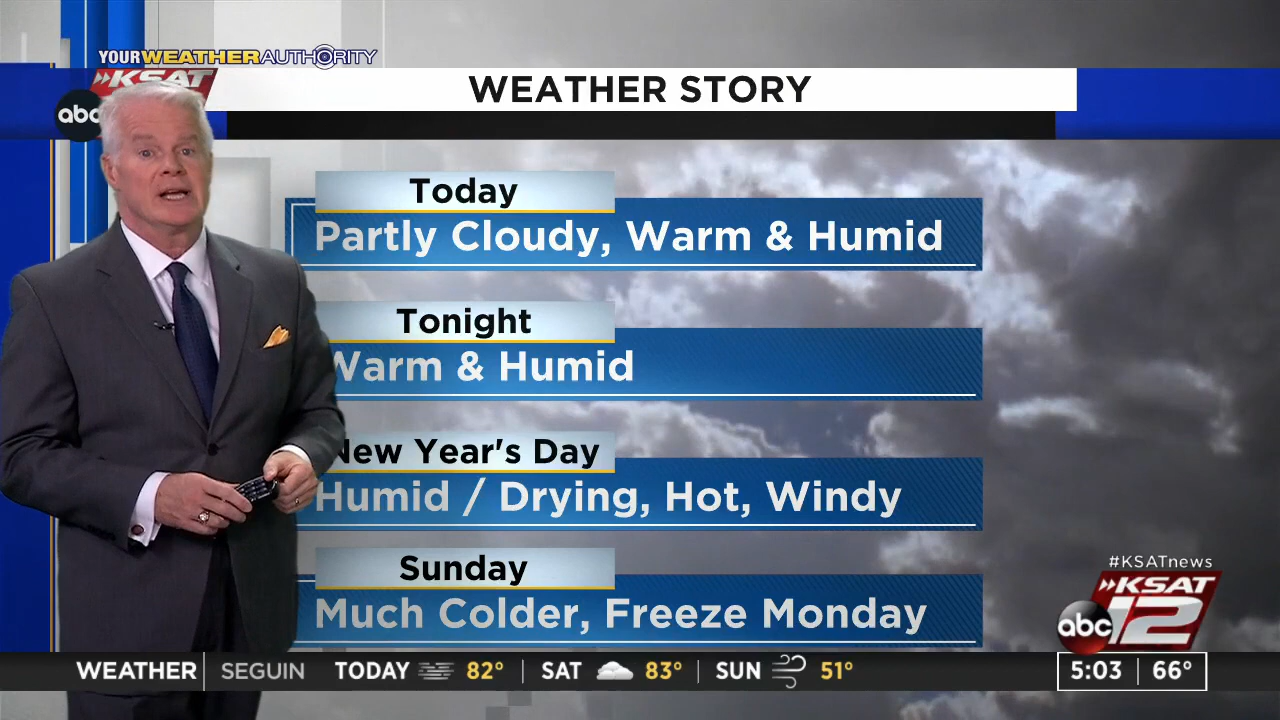 YOURWEATHERAUTHORITY
KSAT
abc
WEATHER STORY
Today
Partly Cloudy, Warm & Humid
Tonight
Warm & Humid
New Year's Day
Humid / Drying, Hot, Windy
Sunday
Much Colder, Freeze Monday
#KSATnews
KSAT
abc 12
WEATHER SEGUIN TODAY 82° SAT 83° SUN 51° 5:03 66°